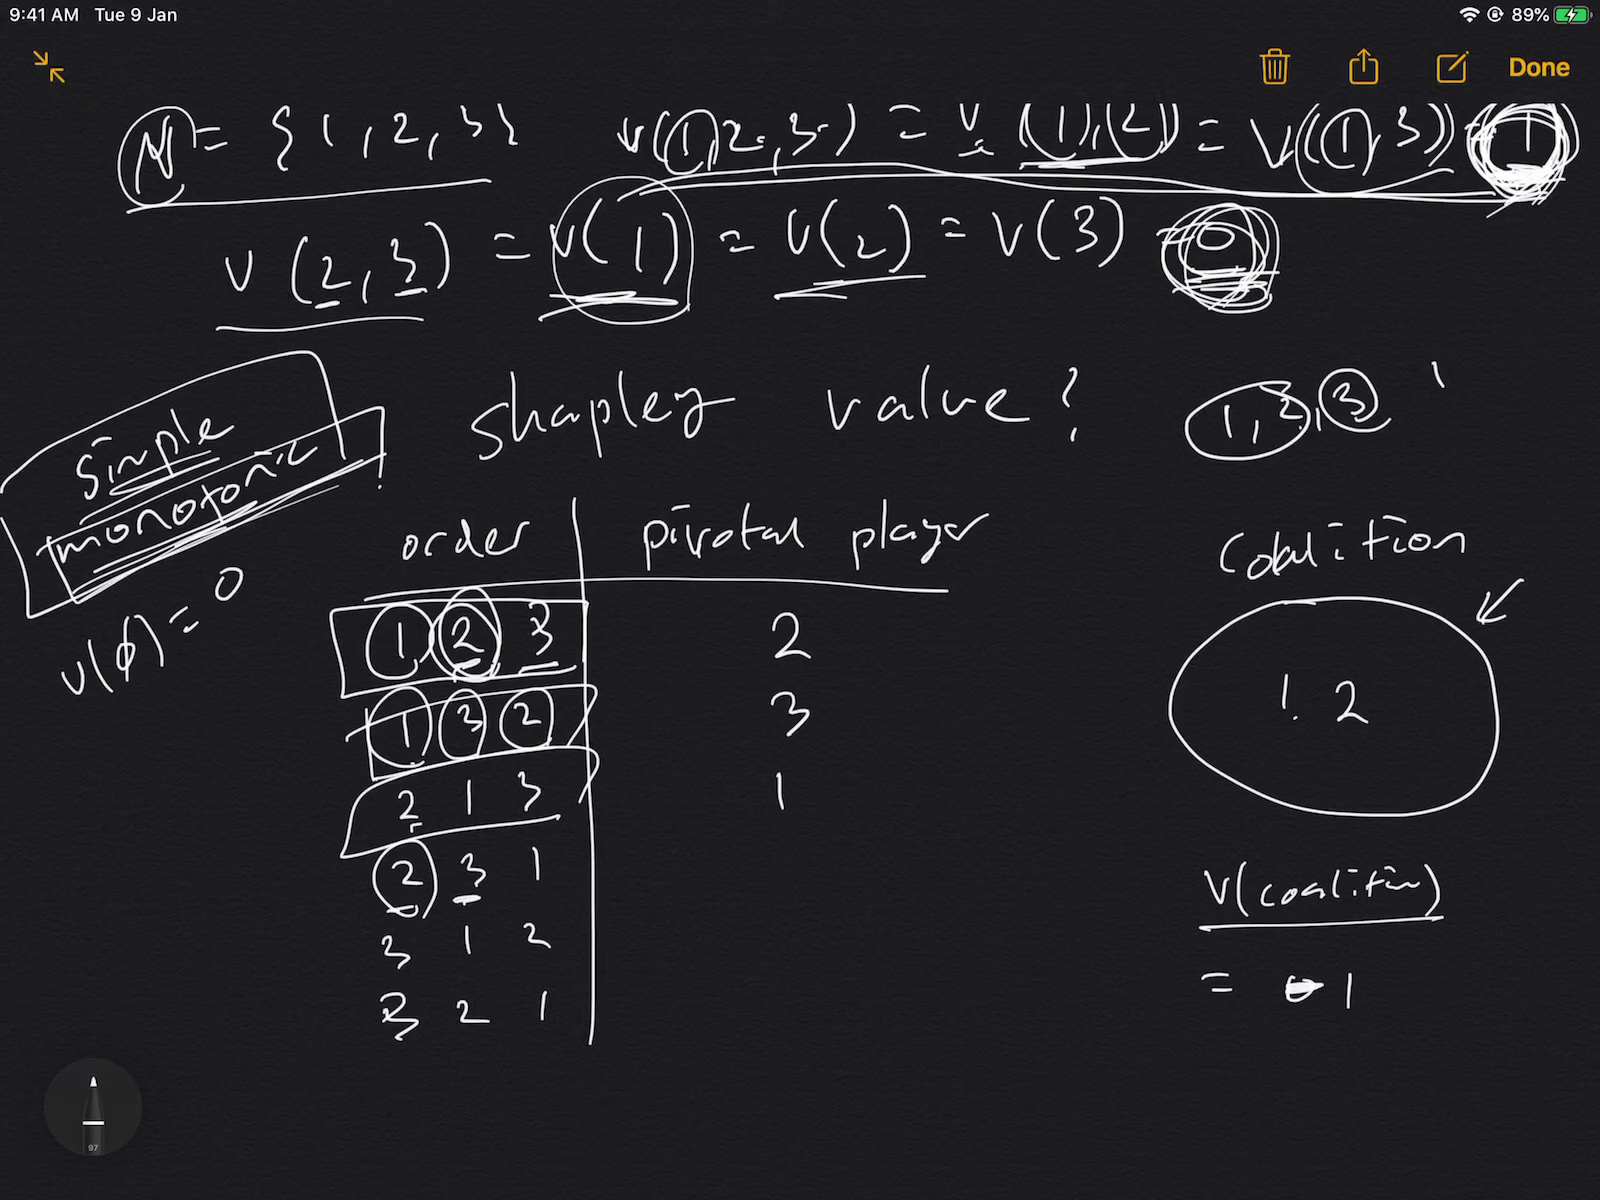 9:41 AM Tue 9 Jan 89%
Done
N = {1, 2, 3} v(1, 2, 3) = v(1, 2) = v(1, 3) = 1
v(2, 3) = v(1) = v(2) = v(3) = 0
simple
monotonic !
v(φ) = 0
shapley value? 1, 2, 3
order pivotal player
1 2 3 2
1 3 2 3
2 1 3 1
2 3 1
3 1 2
3 2 1
Coalition
1. 2
v(coalition)
= 1
97